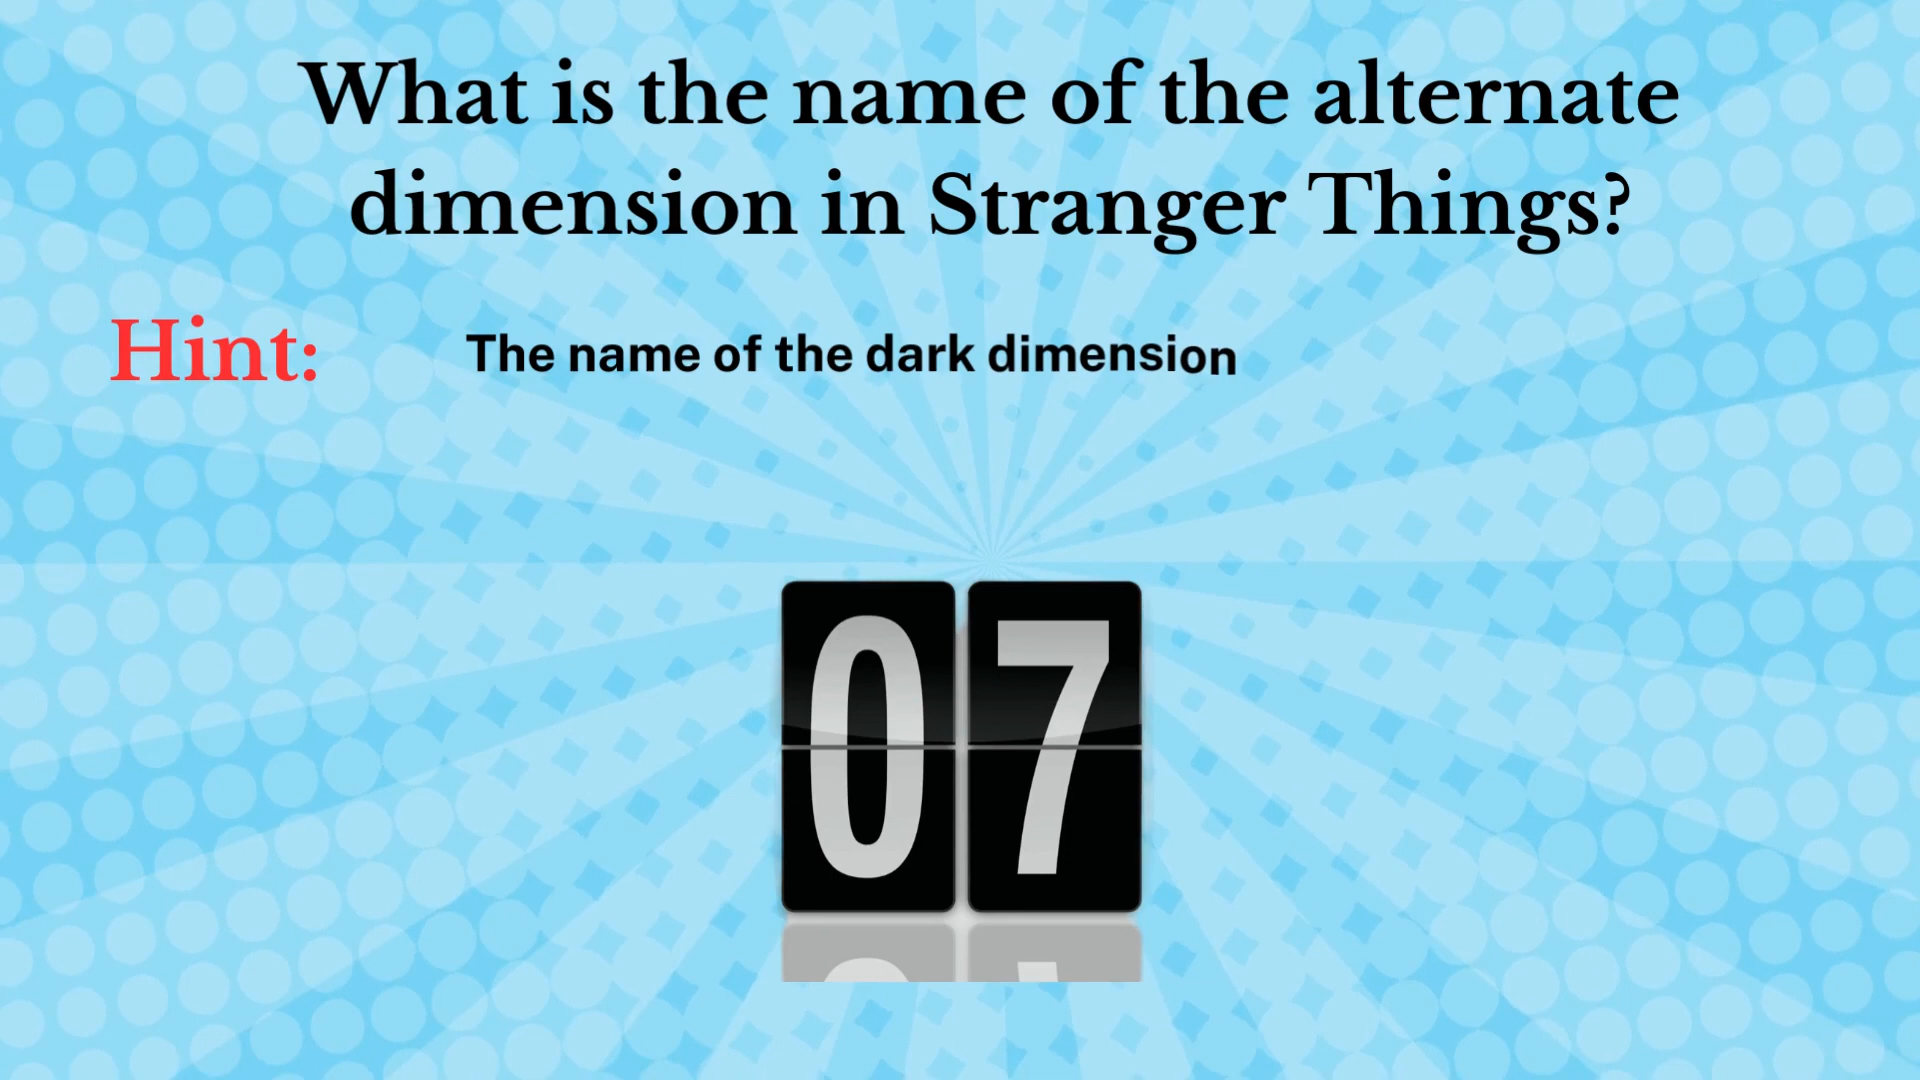 What is the name of the alternate
dimension in Stranger Things?
Hint:
The name of the dark dimension
07